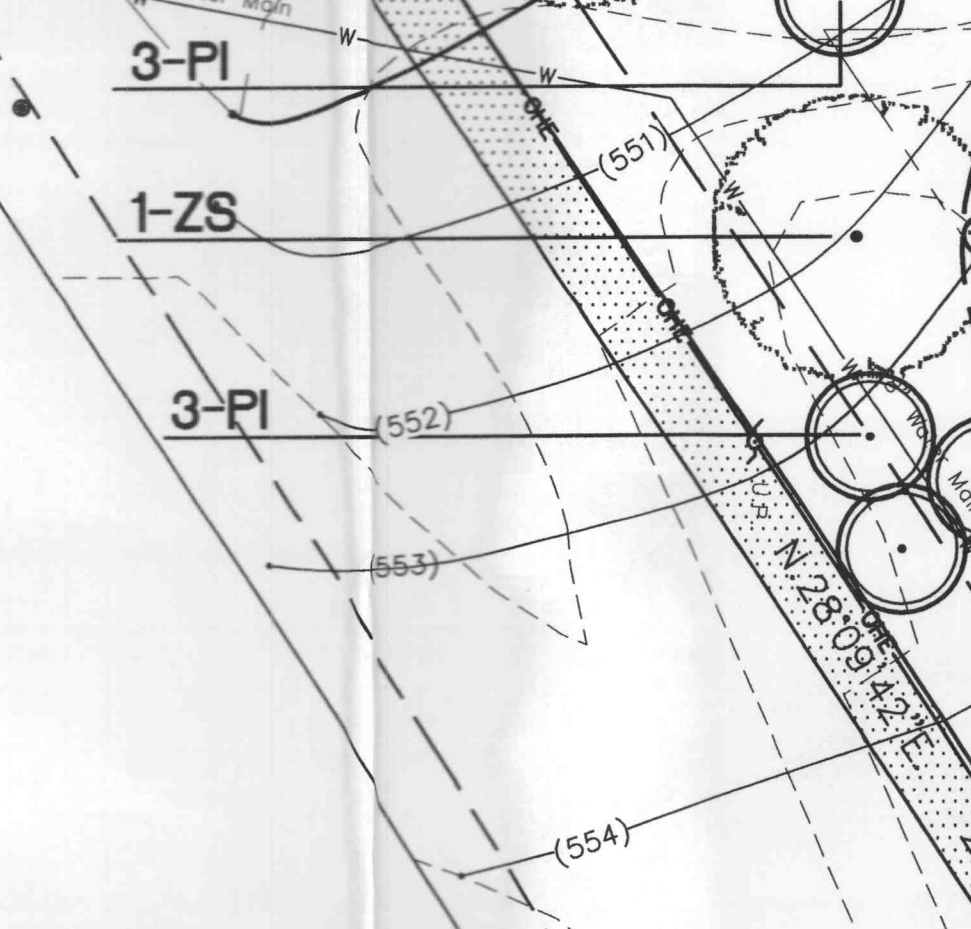 Main
W
3-PI
W
OHE
(551)
1-ZS
W
OHE
3-PI
(552)
W
U.P.
(553)
OHE
N 28°09'42" E.
(554)